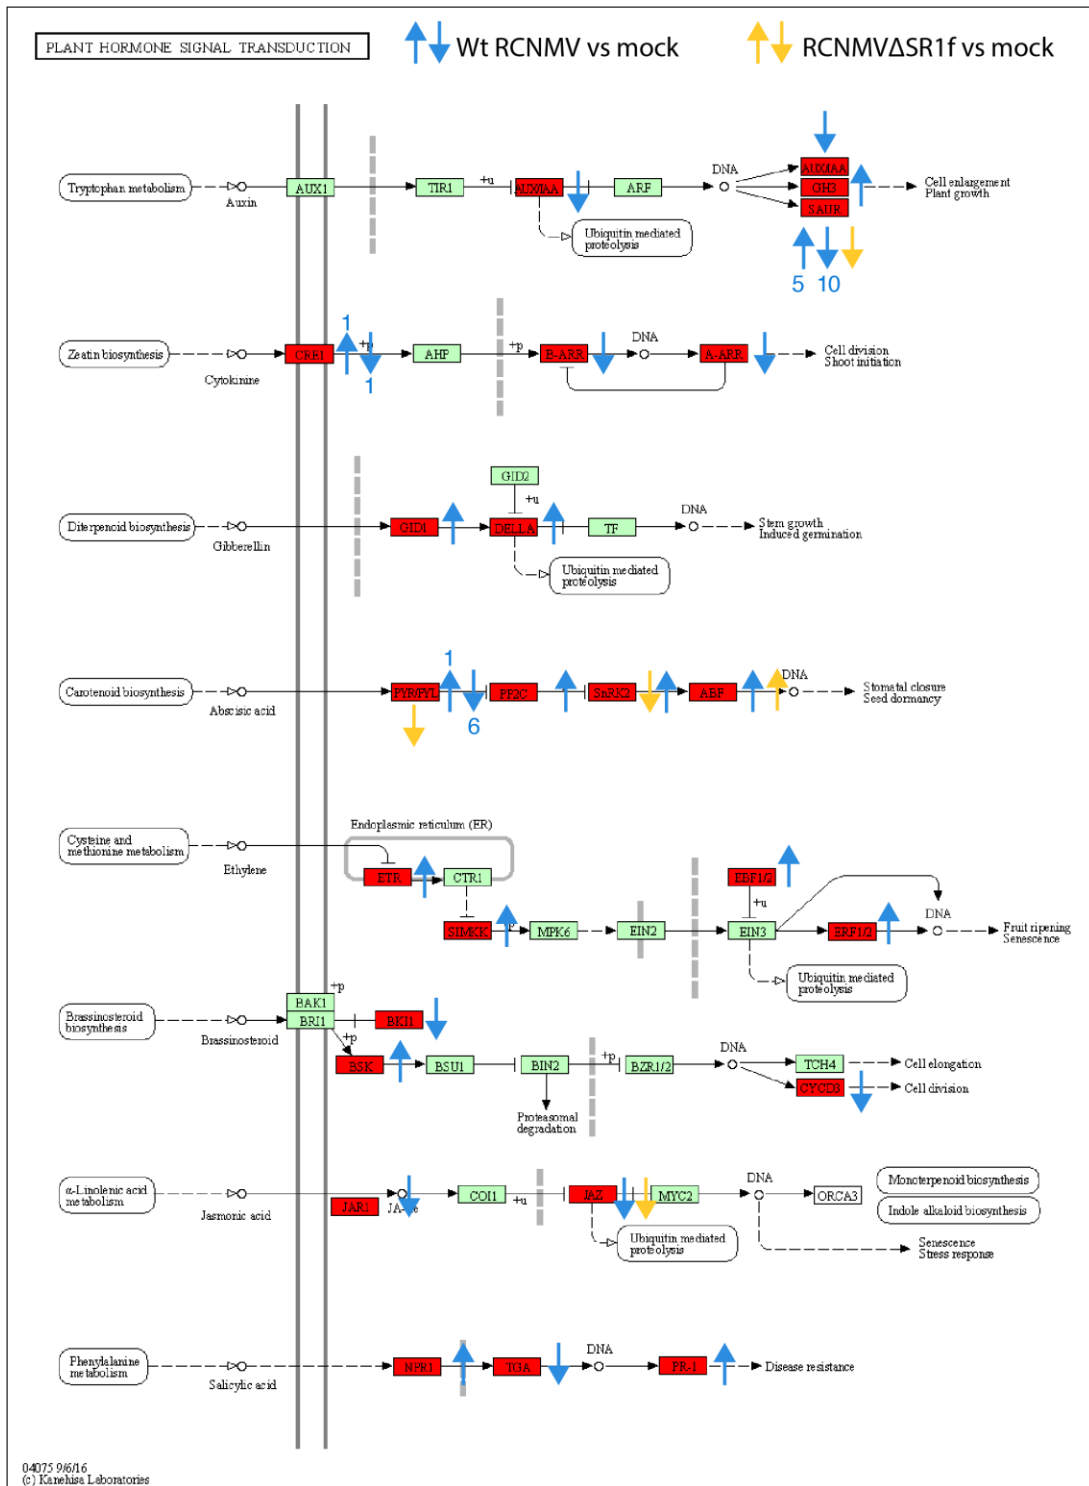 PLANT HORMONE SIGNAL TRANSDUCTION
Wt RCNMV vs mock
RCNMVΔSR1f vs mock
Tryptophan metabolism
Auxin
AUX1
TIR1
+u
AUX/IAA
ARF
DNA
AUX/IAA
GH3
SAUR
Cell enlargement
Plant growth
Ubiquitin mediated
proteolysis
5
10
Zeatin biosynthesis
Cytokinine
CRE1
1
+p
1
AHP
+p
B-ARR
DNA
A-ARR
Cell division
Shoot initiation
GID2
+u
Diterpenoid biosynthesis
Gibberellin
GID1
DELLA
TF
DNA
Stem growth
Induced germination
Ubiquitin mediated
proteolysis
Carotenoid biosynthesis
Abscisic acid
PYR/PYL
1
6
PP2C
SnRK2
ABF
DNA
Stomatal closure
Seed dormancy
Cysteine and
methionine metabolism
Ethylene
Endoplasmic reticulum (ER)
ETR
CTR1
SIMKK
MPK6
EIN2
EBF1/2
+u
EIN3
ERF1/2
DNA
Fruit ripening
Senescence
Ubiquitin mediated
proteolysis
Brassinosteroid
biosynthesis
Brassinosteroid
BAK1
+p
BRI1
BKI1
+p
BSK
BSU1
BIN2
+p
BZR1/2
DNA
TCH4
Cell elongation
CYCD3
Cell division
Proteasomal
degradation
α-Linolenic acid
metabolism
Jasmonic acid
JAR1
COI1
+u
JAZ
MYC2
DNA
ORCA3
Monoterpenoid biosynthesis
Indole alkaloid biosynthesis
Ubiquitin mediated
proteolysis
Senescence
Stress response
Phenylalanine
metabolism
Salicylic acid
NPR1
TGA
DNA
PR-1
Disease resistance
04075 9/6/16
(c) Kanehisa Laboratories